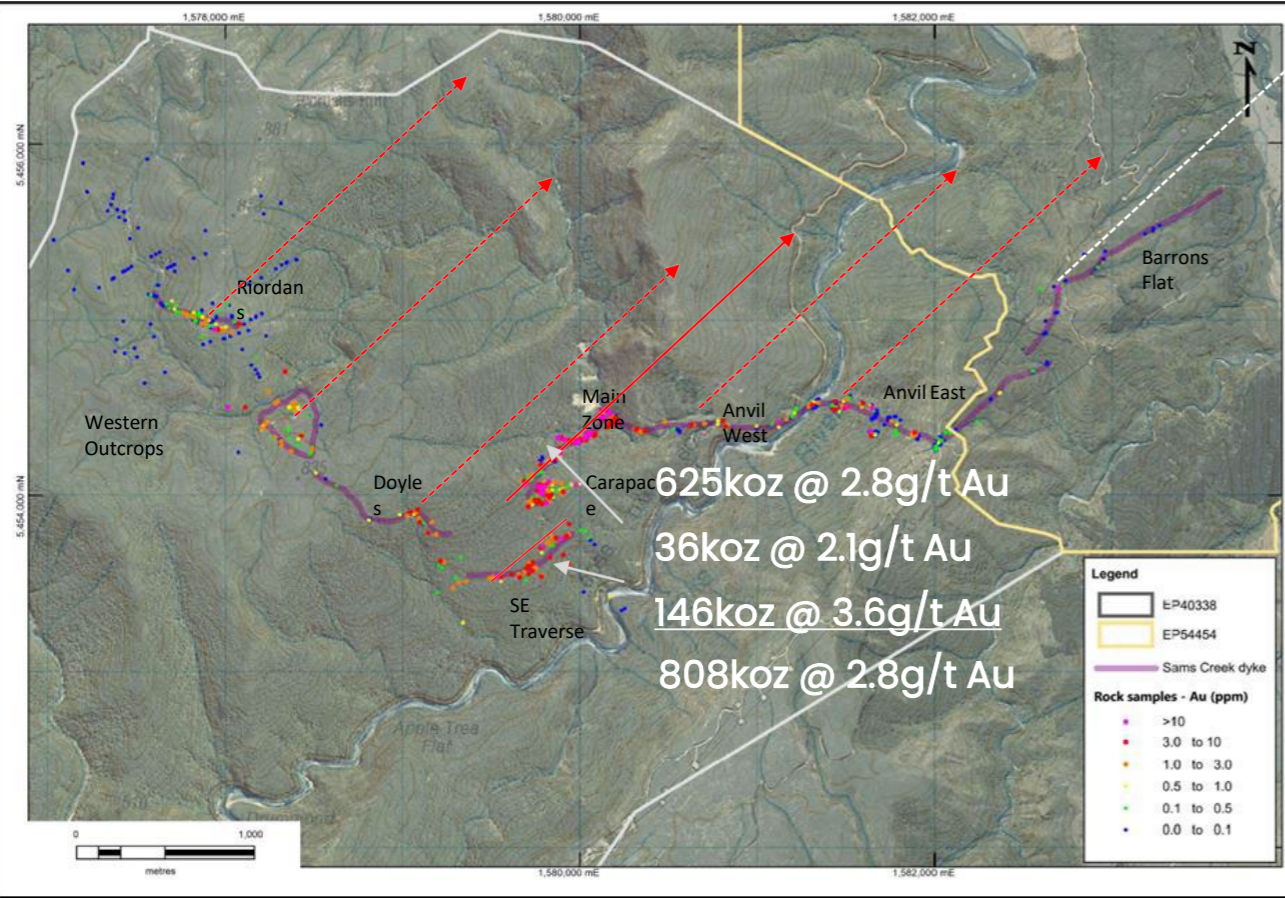 1,578,000 mE
1,580,000 mE
1,582,000 mE
N
5,456,000 mN
5,454,000 mN
881
Riordan
s
Western
Outcrops
Doyle
s
Main
Zone
Carapac
e
Anvil
West
Anvil East
Barrons
Flat
SE
Traverse
625koz @ 2.8g/t Au
36koz @ 2.1g/t Au
146koz @ 3.6g/t Au
808koz @ 2.8g/t Au
Apple Tree
Flat
Legend
EP40338
EP54454
Sams Creek dyke
Rock samples - Au (ppm)
>10
3.0 to 10
1.0 to 3.0
0.5 to 1.0
0.1 to 0.5
0.0 to 0.1
0
1,000
metres
1,580,000 mE
1,582,000 mE